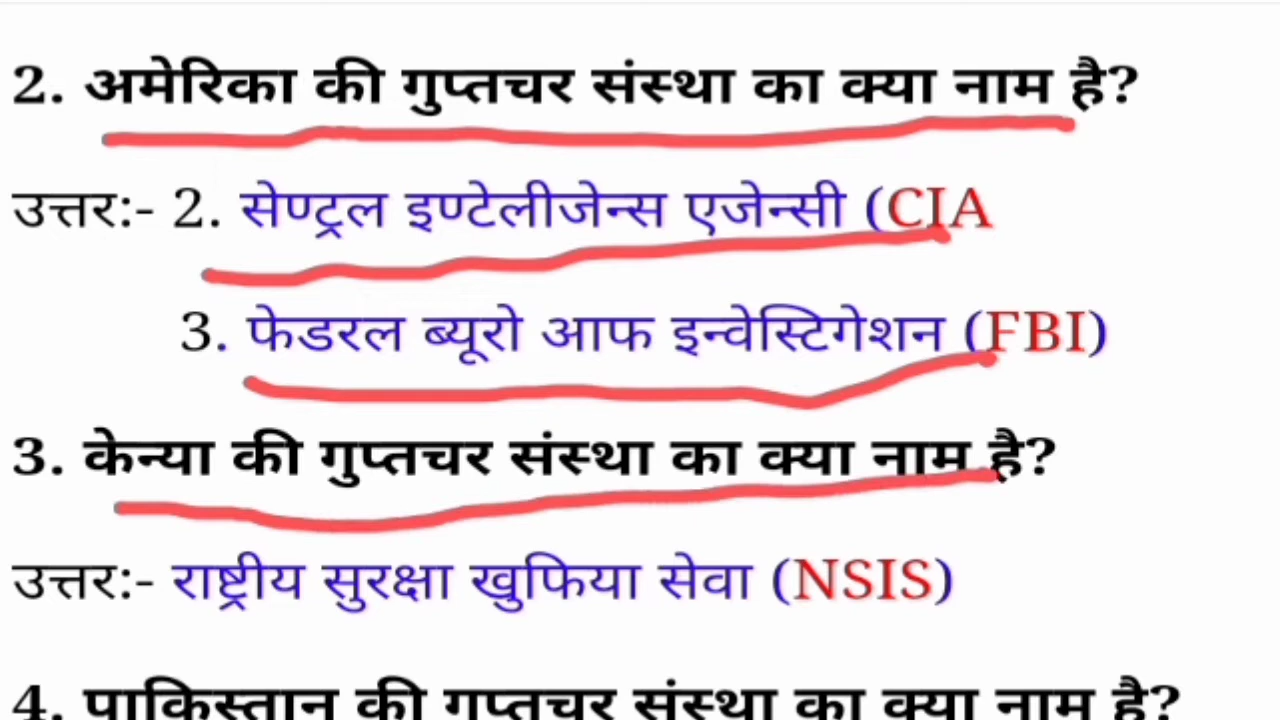 2. अमेरिका की गुप्तचर संस्था का क्या नाम है?
उत्तर:- 2. सेण्ट्रल इण्टेलीजेन्स एजेन्सी (CIA
3. फेडरल ब्यूरो आफ इन्वेस्टिगेशन (FBI)
3. केन्या की गुप्तचर संस्था का क्या नाम है?
उत्तर:- राष्ट्रीय सुरक्षा खुफिया सेवा (NSIS)
4. पाकिस्तान की गुप्तचर संस्था का क्या नाम है?